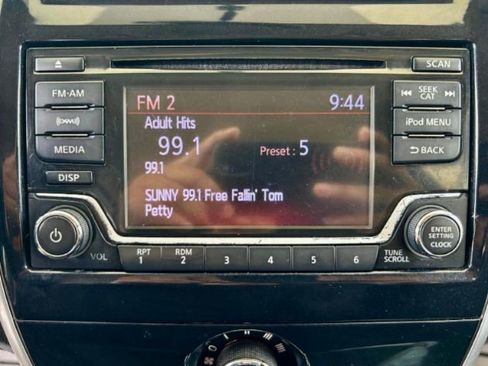 SCAN
FM·AM
MEDIA
DISP
VOL
FM 2 9:44
Adult Hits
99.1 Preset : 5
99.1
SUNNY 99.1 Free Fallin' Tom
Petty
SEEK
CAT
iPod MENU
BACK
RPT RDM
1 2 3 4 5 6
TUNE
SCROLL
ENTER
SETTING
CLOCK